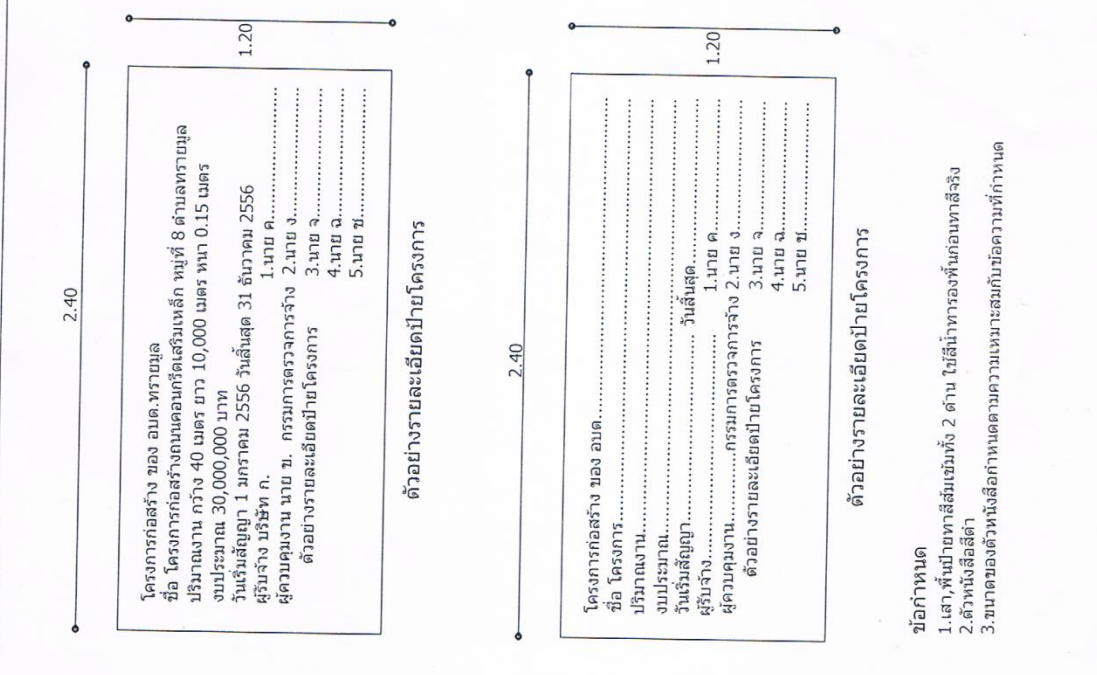 2.40
1.20
โครงการก่อสร้าง ของ อบต.ทรายมูล
ชื่อ โครงการก่อสร้างถนนคอนกรีตเสริมเหล็ก หมู่ที่ 8 ตำบลทรายมูล
ปริมาณงาน กว้าง 40 เมตร ยาว 10,000 เมตร หนา 0.15 เมตร
งบประมาณ 30,000,000 บาท
วันเริ่มสัญญา 1 มกราคม 2556 วันสิ้นสุด 31 ธันวาคม 2556
ผู้รับจ้าง บริษัท ก. 1.นาย ค.............................
ผู้ควบคุมงาน นาย ข. กรรมการตรวจการจ้าง 2.นาย ง.............................
ตัวอย่างรายละเอียดป้ายโครงการ 3.นาย จ.............................
4.นาย ฉ.............................
5.นาย ช.............................
ตัวอย่างรายละเอียดป้ายโครงการ
2.40
1.20
โครงการก่อสร้าง ของ อบต.......................................................................
ชื่อ โครงการ.......................................................................................
ปริมาณงาน.......................................................................................
งบประมาณ.......................................................................................
วันเริ่มสัญญา................................... วันสิ้นสุด...................................
ผู้รับจ้าง....................................... 1.นาย ค.............................
ผู้ควบคุมงาน............กรรมการตรวจการจ้าง 2.นาย ง.............................
ตัวอย่างรายละเอียดป้ายโครงการ 3.นาย จ.............................
4.นาย ฉ.............................
5.นาย ช.............................
ตัวอย่างรายละเอียดป้ายโครงการ
ข้อกำหนด
1.เสา,พื้นป้ายทาสีส้มเข้มทั้ง 2 ด้าน ใช้สีน้ำทารองพื้นก่อนทาสีจริง
2.ตัวหนังสือสีดำ
3.ขนาดของตัวหนังสือกำหนดตามความเหมาะสมกับข้อความที่กำหนด